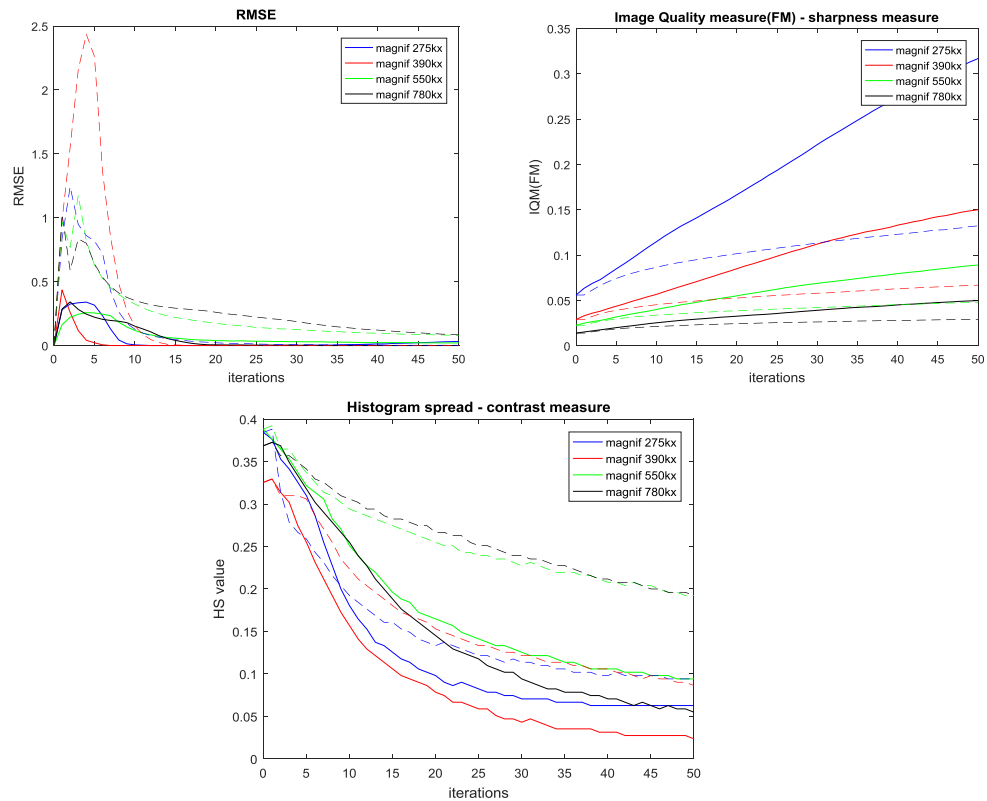 RMSE
2.5
2
1.5
1
0.5
0
RMSE
0 5 10 15 20 25 30 35 40 45 50
iterations
magnif 275kx
magnif 390kx
magnif 550kx
magnif 780kx
Image Quality measure(FM) - sharpness measure
0.35
0.3
0.25
0.2
0.15
0.1
0.05
0
IQM(FM)
0 5 10 15 20 25 30 35 40 45 50
iterations
magnif 275kx
magnif 390kx
magnif 550kx
magnif 780kx
Histogram spread - contrast measure
0.4
0.35
0.3
0.25
0.2
0.15
0.1
0.05
0
HS value
0 5 10 15 20 25 30 35 40 45 50
iterations
magnif 275kx
magnif 390kx
magnif 550kx
magnif 780kx